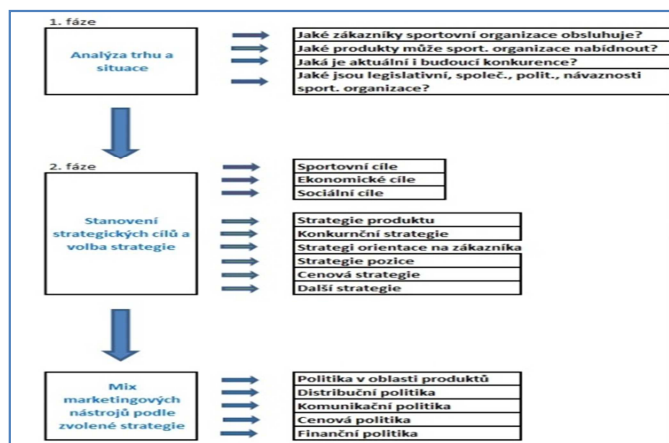 1. fáze
Analýza trhu a
situace
Jaké zákazníky sportovní organizace obsluhuje?
Jaké produkty může sport. organizace nabídnout?
Jaká je aktuální i budoucí konkurence?
Jaké jsou legislativní, společ., polit., návaznosti
sport. organizace?
2. fáze
Stanovení
strategických cílů a
volba strategie
Sportovní cíle
Ekonomické cíle
Sociální cíle
Strategie produktu
Konkurnční strategie
Strategi orientace na zákazníka
Strategie pozice
Cenová strategie
Další strategie
Mix
marketingových
nástrojů podle
zvolené strategie
Politika v oblasti produktů
Distribuční politika
Komunikační politika
Cenová politika
Finanční politika